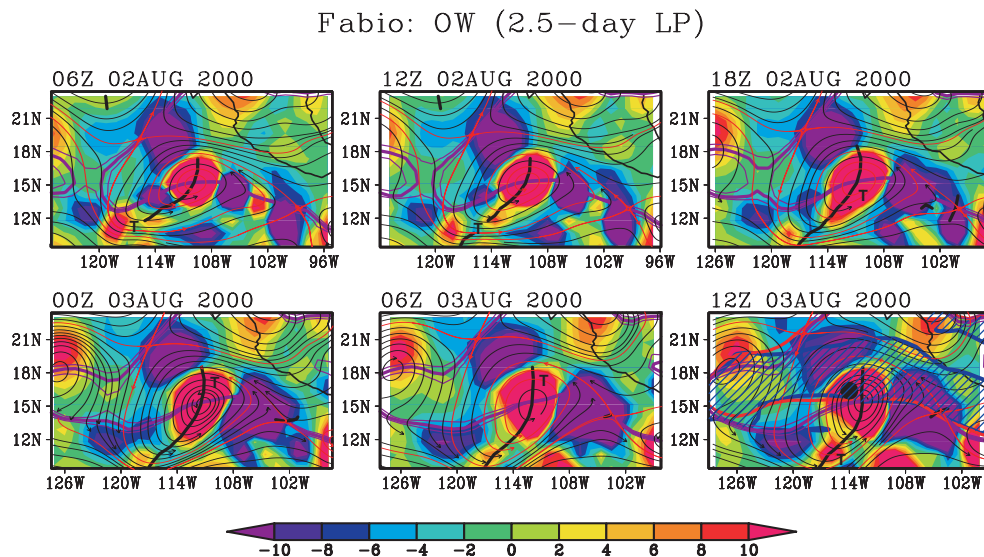 Fabio: OW (2.5-day LP)
06Z 02AUG 2000 12Z 02AUG 2000 18Z 02AUG 2000
21N 21N 21N
18N 18N 18N
15N 15N 15N
12N 12N 12N
T T T
120W 114W 108W 102W 96W 120W 114W 108W 102W 126W 120W 114W 108W 102W
00Z 03AUG 2000 06Z 03AUG 2000 12Z 03AUG 2000
21N 21N 21N
18N 18N 18N
15N 15N 15N
12N 12N 12N
T T T
126W 120W 114W 108W 102W 126W 120W 114W 108W 102W 126W 120W 114W 108W 102W
-10 -8 -6 -4 -2 0 2 4 6 8 10